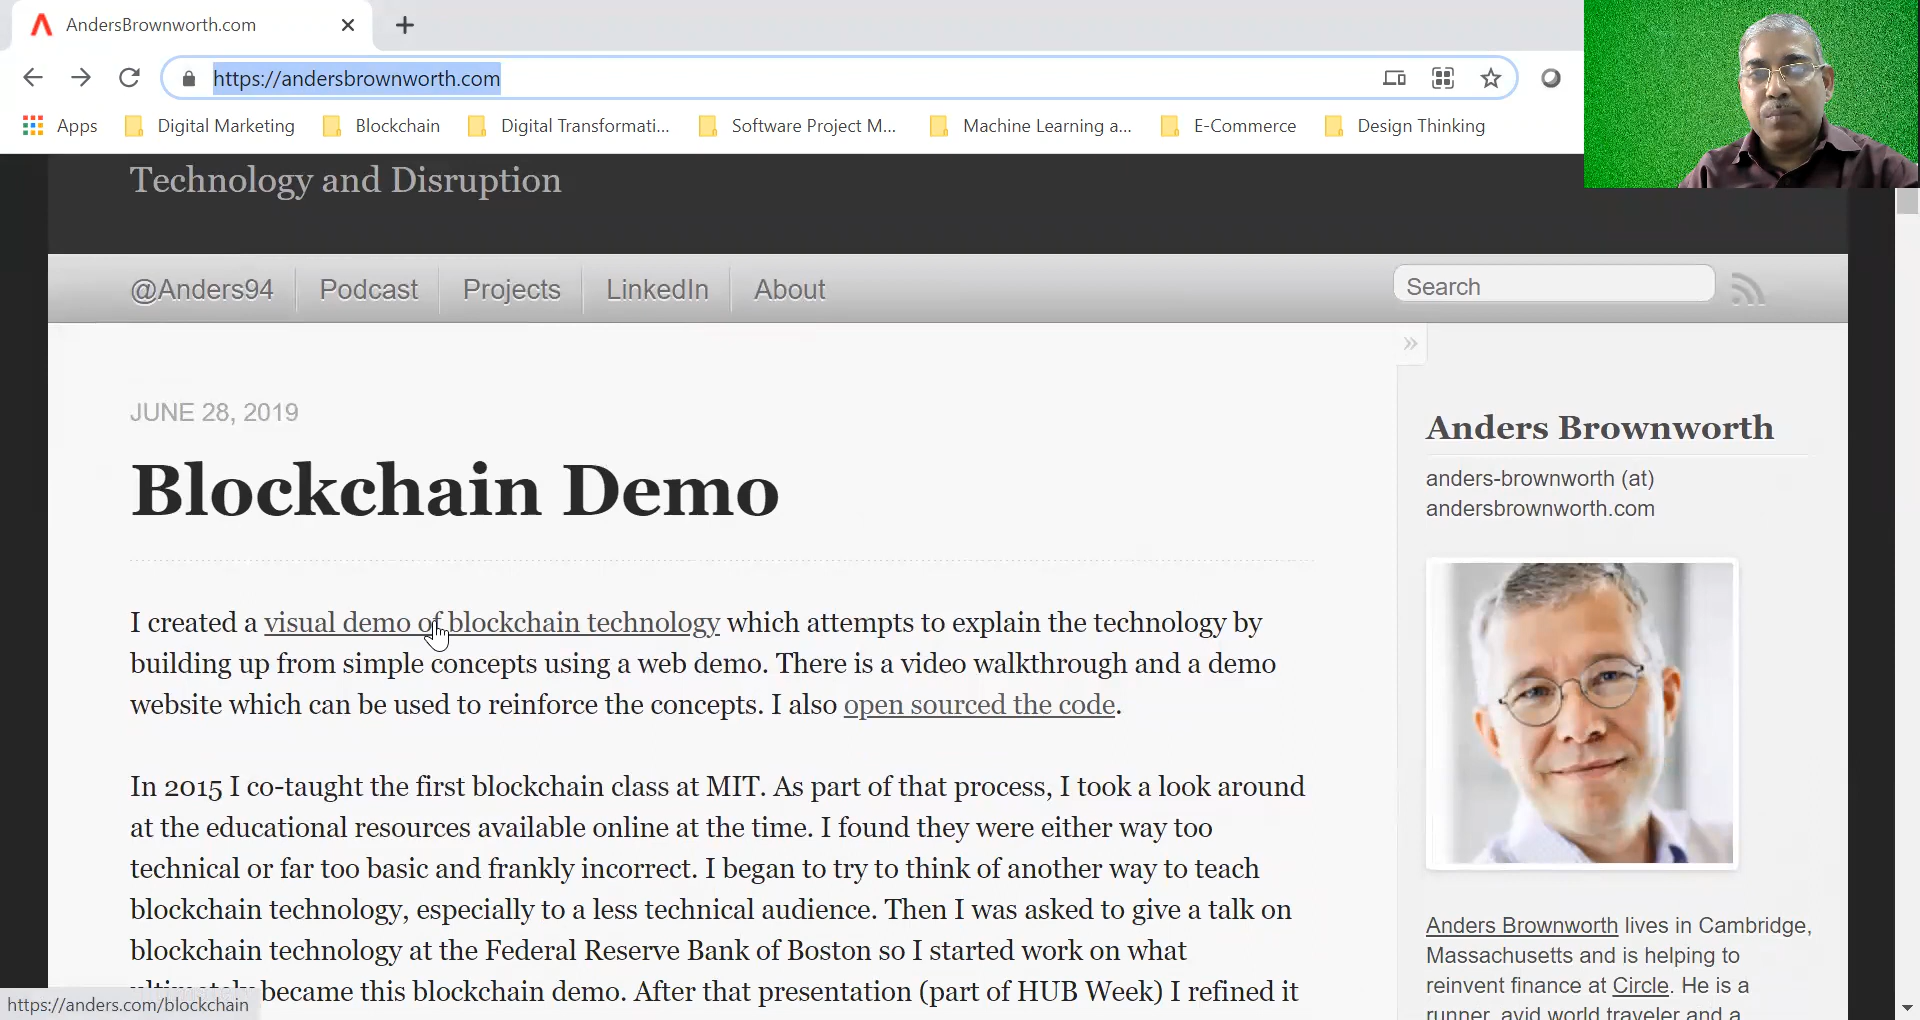 AndersBrownworth.com
https://andersbrownworth.com
Apps
Digital Marketing
Blockchain
Digital Transformati...
Software Project M...
Machine Learning a...
E-Commerce
Design Thinking
Technology and Disruption
@Anders94
Podcast
Projects
LinkedIn
About
Search
»
JUNE 28, 2019
Blockchain Demo
I created a visual demo of blockchain technology which attempts to explain the technology by
building up from simple concepts using a web demo. There is a video walkthrough and a demo
website which can be used to reinforce the concepts. I also open sourced the code.
In 2015 I co-taught the first blockchain class at MIT. As part of that process, I took a look around
at the educational resources available online at the time. I found they were either way too
technical or far too basic and frankly incorrect. I began to try to think of another way to teach
blockchain technology, especially to a less technical audience. Then I was asked to give a talk on
blockchain technology at the Federal Reserve Bank of Boston so I started work on what
ultimately became this blockchain demo. After that presentation (part of HUB Week) I refined it
Anders Brownworth
anders-brownworth (at)
andersbrownworth.com
Anders Brownworth lives in Cambridge,
Massachusetts and is helping to
reinvent finance at Circle. He is a
runner, avid world traveler and a
https://anders.com/blockchain